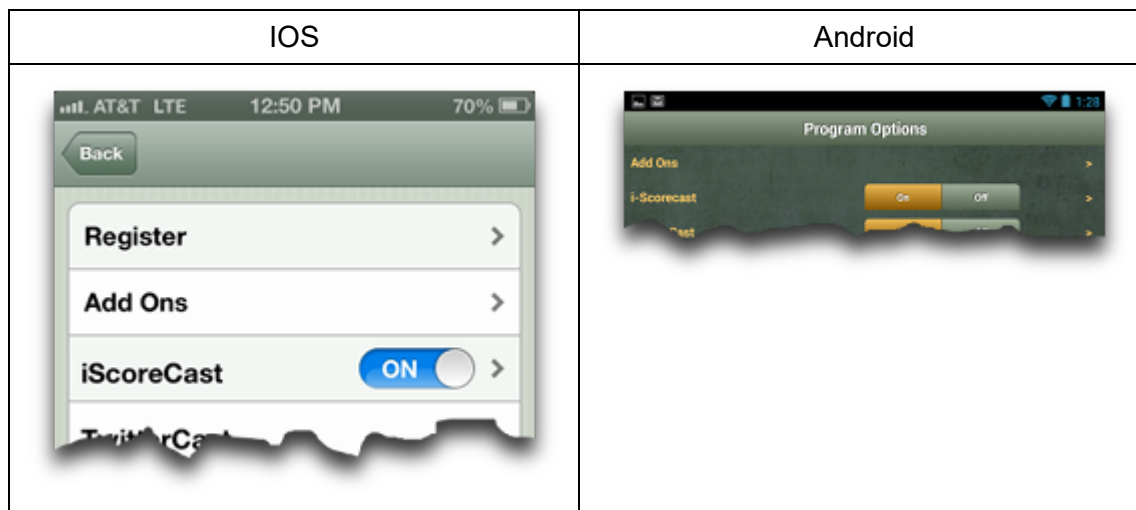 IOS
Android
AT&T LTE 12:50 PM 70%
Back
Register
Add Ons
iScoreCast ON
TwitterCast
1:28
Program Options
Add Ons
i-Scorecast On Off